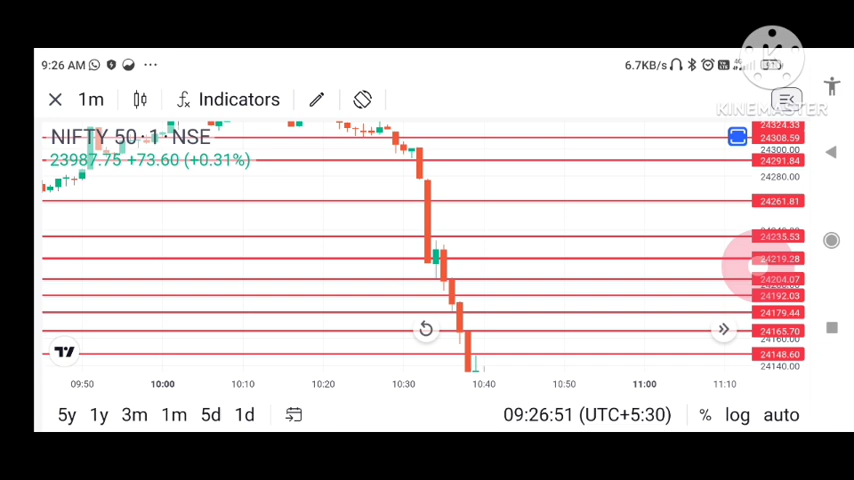 9:26 AM ...
6.7KB/s
KINEMASTER
× 1m Indicators
NIFTY 50 · 1 · NSE
23987.75 +73.60 (+0.31%)
24324.33
24308.59
24300.00
24291.84
24280.00
24261.81
24235.53
24219.28
24204.07
24192.03
24179.44
24165.70
24160.00
24148.60
24140.00
09:50 10:00 10:10 10:20 10:30 10:40 10:50 11:00 11:10
5y 1y 3m 1m 5d 1d 09:26:51 (UTC+5:30) % log auto